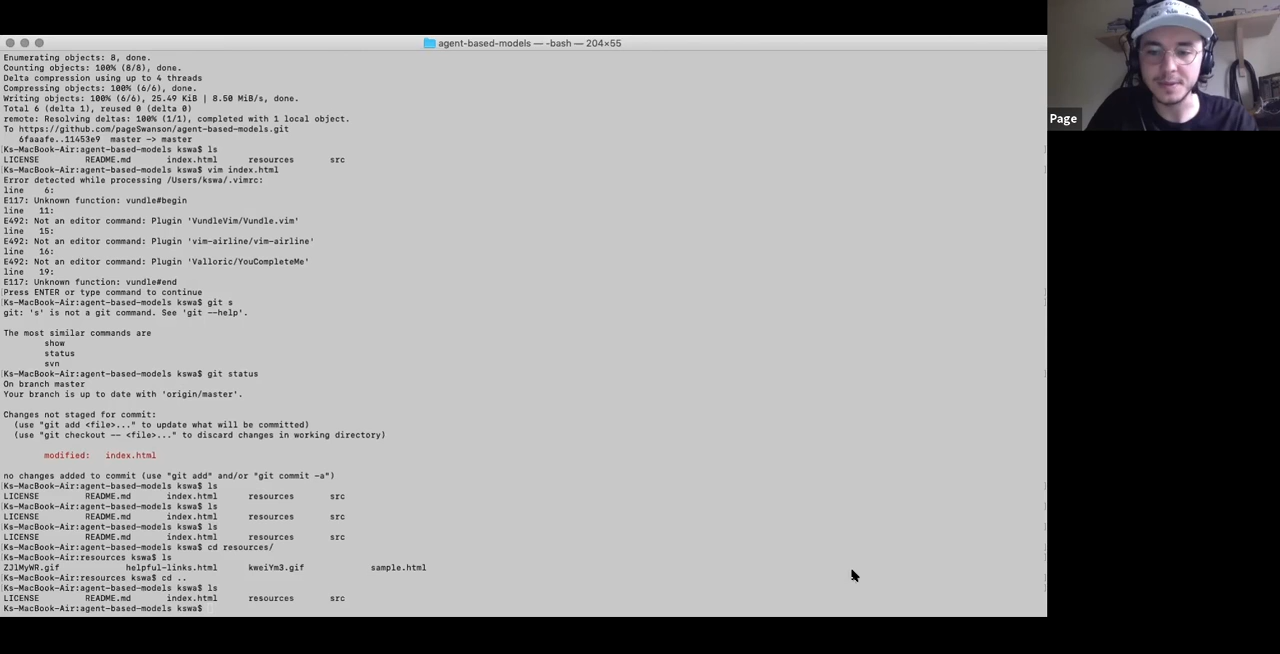 agent-based-models — -bash — 204×55
Enumerating objects: 8, done.
Counting objects: 100% (8/8), done.
Delta compression using up to 4 threads
Compressing objects: 100% (6/6), done.
Writing objects: 100% (6/6), 25.49 KiB | 8.50 MiB/s, done.
Total 6 (delta 1), reused 0 (delta 0)
remote: Resolving deltas: 100% (1/1), completed with 1 local object.
To https://github.com/pageSwanson/agent-based-models.git
   6faaafe..11453e9  master -> master
Ks-MacBook-Air:agent-based-models kswa$ ls
LICENSE         README.md       index.html      resources       src
Ks-MacBook-Air:agent-based-models kswa$ vim index.html
Error detected while processing /Users/kswa/.vimrc:
line    6:
E117: Unknown function: vundle#begin
line   11:
E492: Not an editor command: Plugin 'VundleVim/Vundle.vim'
line   15:
E492: Not an editor command: Plugin 'vim-airline/vim-airline'
line   16:
E492: Not an editor command: Plugin 'Valloric/YouCompleteMe'
line   19:
E117: Unknown function: vundle#end
Press ENTER or type command to continue
Ks-MacBook-Air:agent-based-models kswa$ git s
git: 's' is not a git command. See 'git --help'.
The most similar commands are
        show
        status
        svn
Ks-MacBook-Air:agent-based-models kswa$ git status
On branch master
Your branch is up to date with 'origin/master'.
Changes not staged for commit:
  (use "git add <file>..." to update what will be committed)
  (use "git checkout -- <file>..." to discard changes in working directory)
        modified:   index.html
no changes added to commit (use "git add" and/or "git commit -a")
Ks-MacBook-Air:agent-based-models kswa$ ls
LICENSE         README.md       index.html      resources       src
Ks-MacBook-Air:agent-based-models kswa$ ls
LICENSE         README.md       index.html      resources       src
Ks-MacBook-Air:agent-based-models kswa$ ls
LICENSE         README.md       index.html      resources       src
Ks-MacBook-Air:agent-based-models kswa$ cd resources/
Ks-MacBook-Air:resources kswa$ ls
ZJlMyWR.gif             helpful-links.html      kweiYm3.gif             sample.html
Ks-MacBook-Air:resources kswa$ cd ..
Ks-MacBook-Air:agent-based-models kswa$ ls
LICENSE         README.md       index.html      resources       src
Ks-MacBook-Air:agent-based-models kswa$
Page